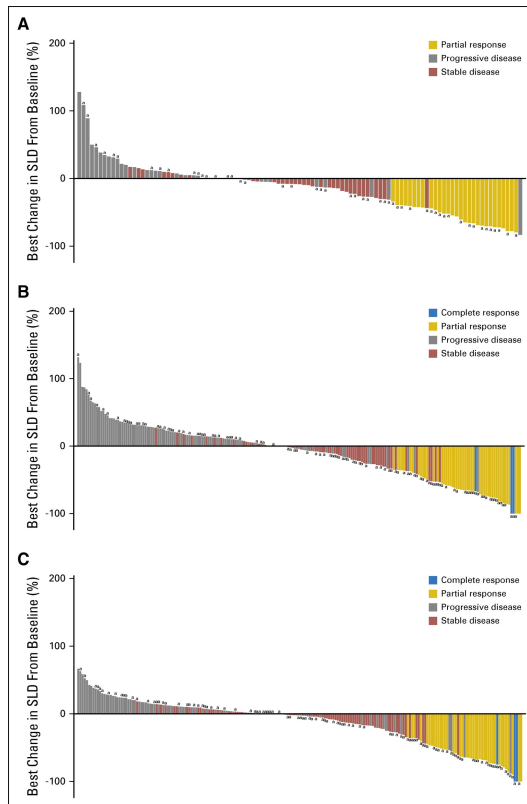 A
Best Change in SLD From Baseline (%)
200
100
0
-100
Partial response
Progressive disease
Stable disease
B
Best Change in SLD From Baseline (%)
200
100
0
-100
Complete response
Partial response
Progressive disease
Stable disease
C
Best Change in SLD From Baseline (%)
200
100
0
-100
Complete response
Partial response
Progressive disease
Stable disease